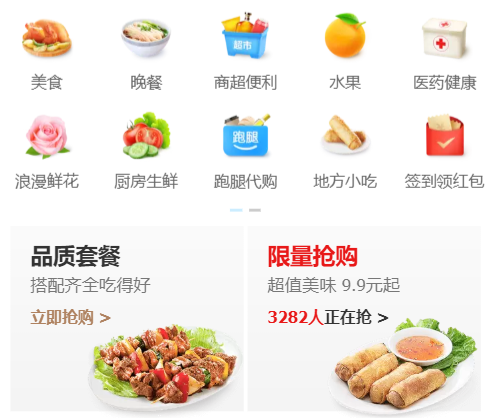 超市
美食 晚餐 商超便利 水果 医药健康
跑腿
浪漫鲜花 厨房生鲜 跑腿代购 地方小吃 签到领红包
品质套餐
搭配齐全吃得好
立即抢购 >
限量抢购
超值美味 9.9元起
3282人正在抢 >